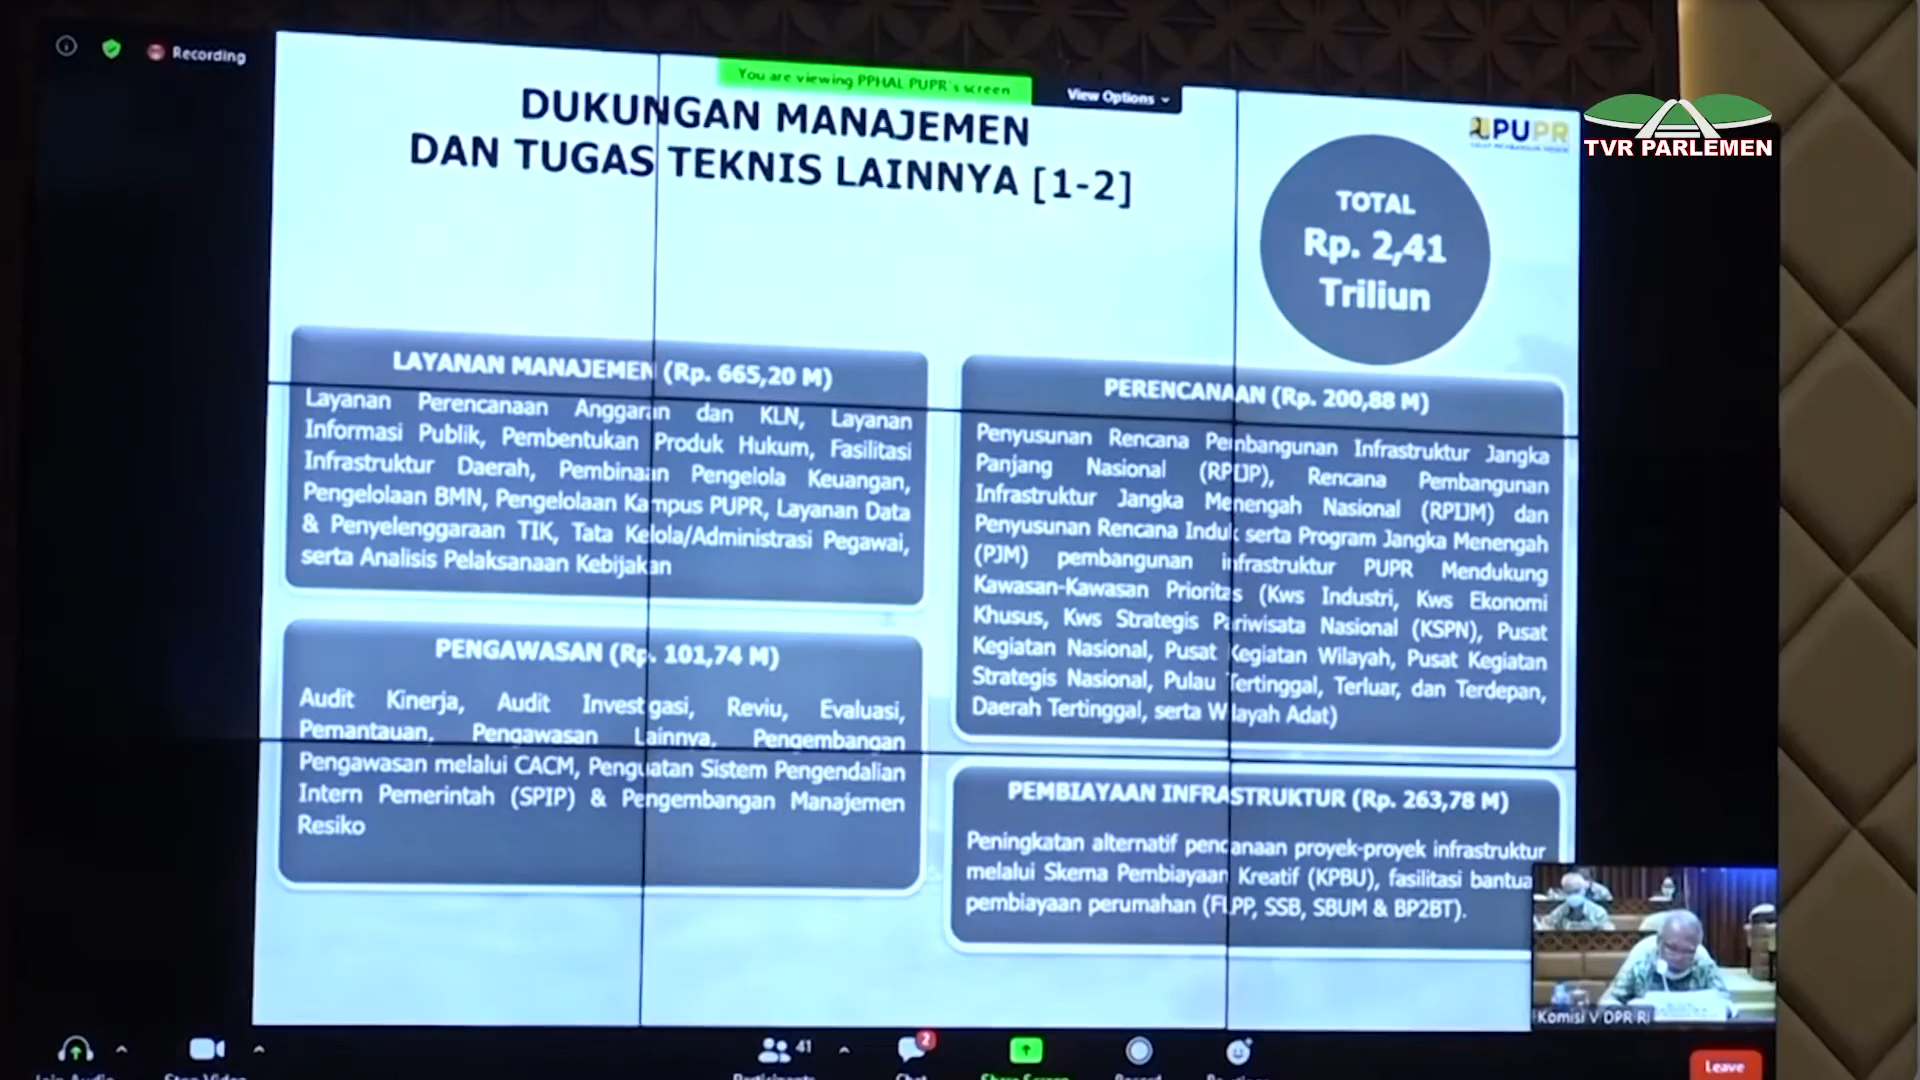 Recording
You are viewing PPHAL PUPR's screen
View Options
DUKUNGAN MANAJEMEN
DAN TUGAS TEKNIS LAINNYA [1-2]
PUPR
TVR PARLEMEN
TOTAL
Rp. 2,41
Triliun
LAYANAN MANAJEMEN (Rp. 665,20 M)
Layanan Perencanaan Anggaran dan KLN, Layanan
Informasi Publik, Pembentukan Produk Hukum, Fasilitasi
Infrastruktur Daerah, Pembinaan Pengelola Keuangan,
Pengelolaan BMN, Pengelolaan Kampus PUPR, Layanan Data
& Penyelenggaraan TIK, Tata Kelola/Administrasi Pegawai,
serta Analisis Pelaksanaan Kebijakan
PENGAWASAN (Rp. 101,74 M)
Audit Kinerja, Audit Investigasi, Reviu, Evaluasi,
Pemantauan, Pengawasan Lainnya, Pengembangan
Pengawasan melalui CACM, Penguatan Sistem Pengendalian
Intern Pemerintah (SPIP) & Pengembangan Manajemen
Resiko
PERENCANAAN (Rp. 200,88 M)
Penyusunan Rencana Pembangunan Infrastruktur Jangka
Panjang Nasional (RPIJP), Rencana Pembangunan
Infrastruktur Jangka Menengah Nasional (RPIJM) dan
Penyusunan Rencana Induk serta Program Jangka Menengah
(PJM) pembangunan infrastruktur PUPR Mendukung
Kawasan-Kawasan Prioritas (Kws Industri, Kws Ekonomi
Khusus, Kws Strategis Pariwisata Nasional (KSPN), Pusat
Kegiatan Nasional, Pusat Kegiatan Wilayah, Pusat Kegiatan
Strategis Nasional, Pulau Tertinggal, Terluar, dan Terdepan,
Daerah Tertinggal, serta Wilayah Adat)
PEMBIAYAAN INFRASTRUKTUR (Rp. 263,78 M)
Peningkatan alternatif pendanaan proyek-proyek infrastruktur
melalui Skema Pembiayaan Kreatif (KPBU), fasilitasi bantua
pembiayaan perumahan (FLPP, SSB, SBUM & BP2BT).
Komisi V DPR RI
41
2
Leave